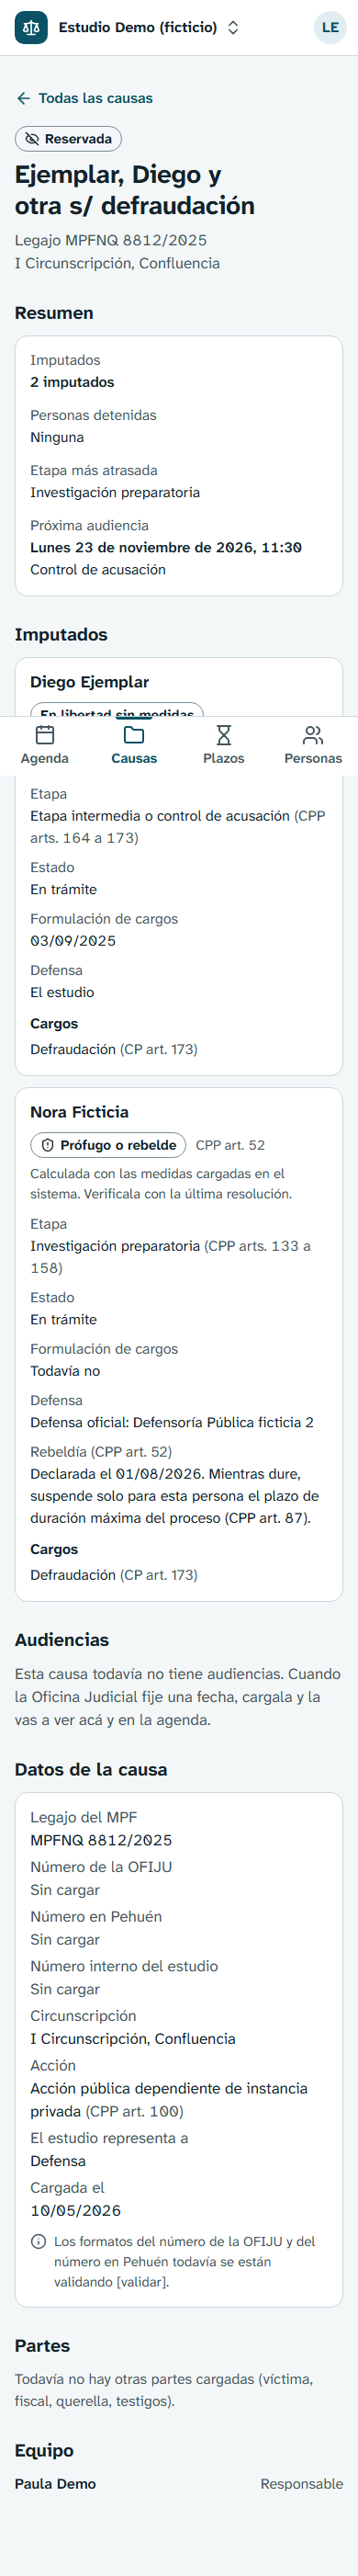 Estudio Demo (ficticio)
LE
Todas las causas
Reservada
Ejemplar, Diego y
otra s/ defraudación
Legajo MPFNQ 8812/2025
I Circunscripción, Confluencia
Resumen
Imputados
2 imputados
Personas detenidas
Ninguna
Etapa más atrasada
Investigación preparatoria
Próxima audiencia
Lunes 23 de noviembre de 2026, 11:30
Control de acusación
Imputados
Diego Ejemplar
En libertad sin medidas
Agenda
Causas
Plazos
Personas
Etapa
Etapa intermedia o control de acusación (CPP
arts. 164 a 173)
Estado
En trámite
Formulación de cargos
03/09/2025
Defensa
El estudio
Cargos
Defraudación (CP art. 173)
Nora Ficticia
Prófugo o rebelde CPP art. 52
Calculada con las medidas cargadas en el
sistema. Verificala con la última resolución.
Etapa
Investigación preparatoria (CPP arts. 133 a
158)
Estado
En trámite
Formulación de cargos
Todavía no
Defensa
Defensa oficial: Defensoría Pública ficticia 2
Rebeldía (CPP art. 52)
Declarada el 01/08/2026. Mientras dure,
suspende solo para esta persona el plazo de
duración máxima del proceso (CPP art. 87).
Cargos
Defraudación (CP art. 173)
Audiencias
Esta causa todavía no tiene audiencias. Cuando
la Oficina Judicial fije una fecha, cargala y la
vas a ver acá y en la agenda.
Datos de la causa
Legajo del MPF
MPFNQ 8812/2025
Número de la OFIJU
Sin cargar
Número en Pehuén
Sin cargar
Número interno del estudio
Sin cargar
Circunscripción
I Circunscripción, Confluencia
Acción
Acción pública dependiente de instancia
privada (CPP art. 100)
El estudio representa a
Defensa
Cargada el
10/05/2026
Los formatos del número de la OFIJU y del
número en Pehuén todavía se están
validando [validar].
Partes
Todavía no hay otras partes cargadas (víctima,
fiscal, querella, testigos).
Equipo
Paula Demo Responsable